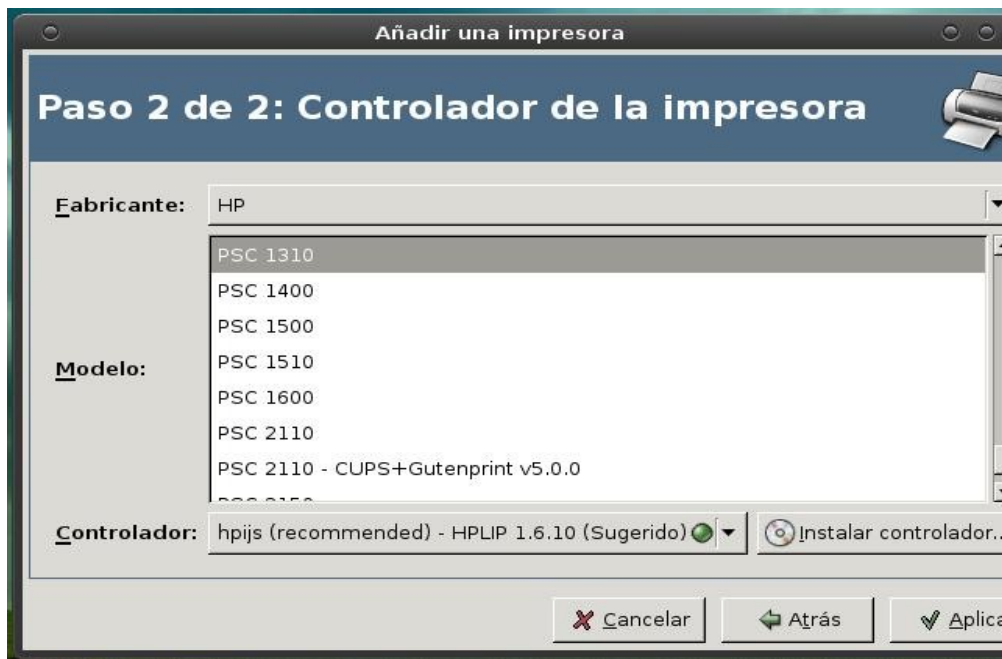 Añadir una impresora
Paso 2 de 2: Controlador de la impresora
Fabricante: HP
PSC 1310
PSC 1400
PSC 1500
PSC 1510
Modelo:
PSC 1600
PSC 2110
PSC 2110 - CUPS+Gutenprint v5.0.0
Controlador: hpijs (recommended) - HPLIP 1.6.10 (Sugerido) Instalar controlador..
Cancelar Atrás Aplica